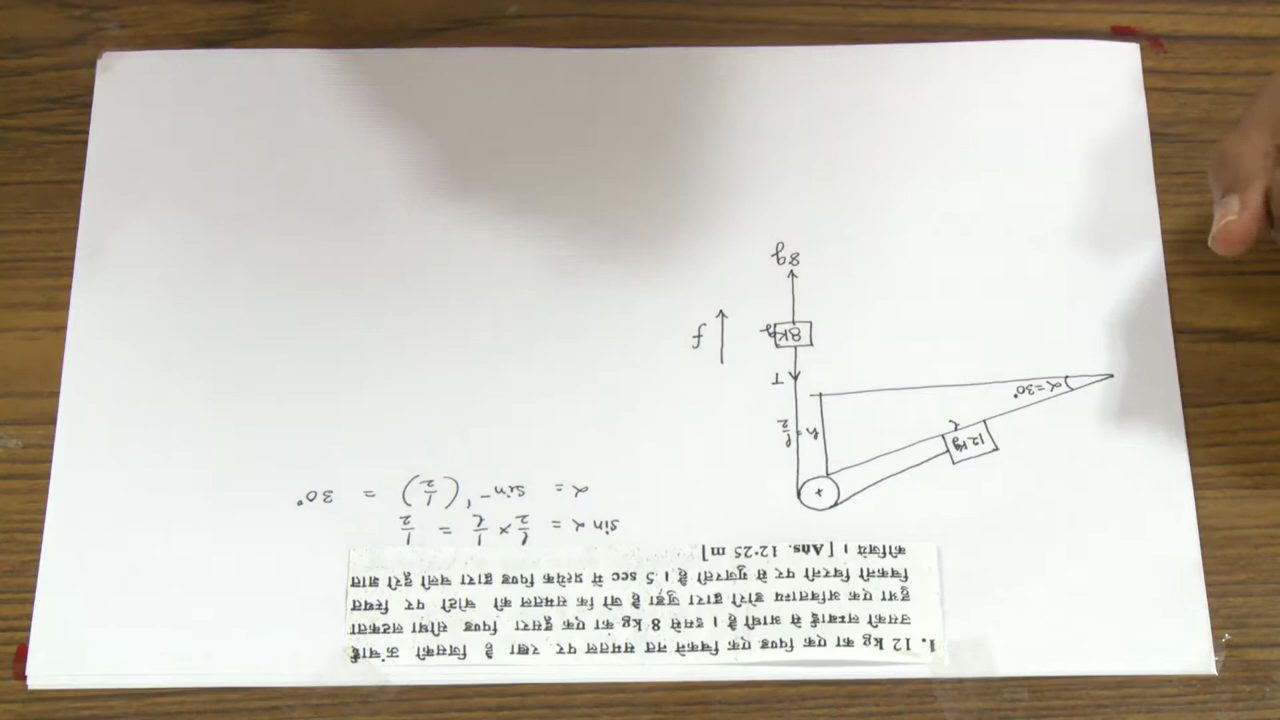 1. 12 kg का एक पिण्ड एक चिकने नत समतल पर रखा है जिसकी ऊंचाई
उसकी लम्बाई से आधी है। इससे 8 kg का एक दूसरा पिण्ड सीधा लटकता
हुआ एक अवितान्य डोरी द्वारा जुड़ा है जो कि समतल की चोटी पर स्थित
चिकनी घिरनी पर से गुजरती है। 5 sec में प्रत्येक पिण्ड द्वारा चली दूरी ज्ञात
कीजिये। [Ans. 12·25 m]
sin α = l/2 × 1/l = 1/2
α = sin⁻¹(1/2) = 30°
12 kg
l
α=30°
h = l/2
T
8kg
f
8g